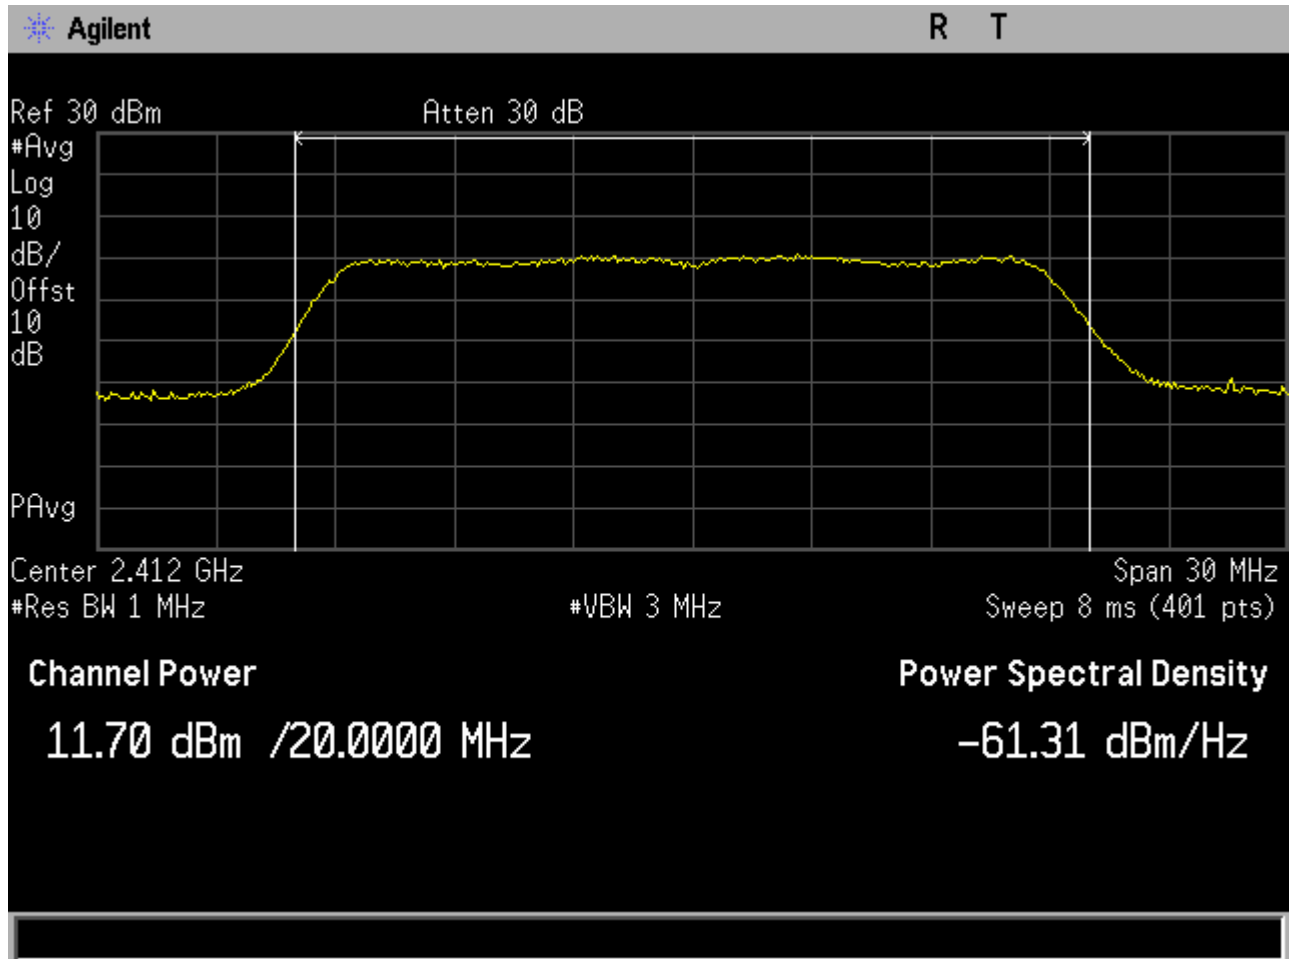 Agilent R T
Ref 30 dBm Atten 30 dB
#Avg
Log
10
dB/
Offst
10
dB
PAvg
Center 2.412 GHz Span 30 MHz
#Res BW 1 MHz #VBW 3 MHz Sweep 8 ms (401 pts)
Channel Power Power Spectral Density
11.70 dBm /20.0000 MHz -61.31 dBm/Hz